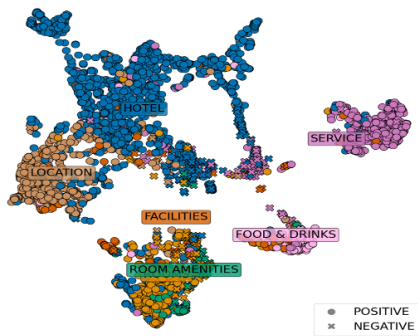 HOTEL
SERVICE
LOCATION
FACILITIES
FOOD & DRINKS
ROOM AMENITIES
POSITIVE
NEGATIVE